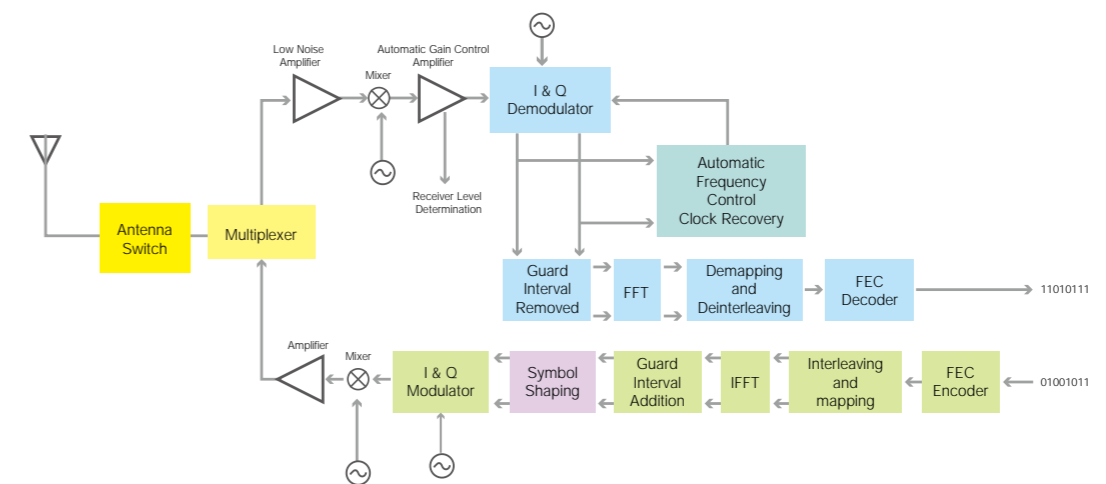 Low Noise
Amplifier
Mixer
Automatic Gain Control
Amplifier
I & Q
Demodulator
Automatic
Frequency
Control
Clock Recovery
Receiver Level
Determination
Antenna
Switch
Multiplexer
Guard
Interval
Removed
FFT
Demapping
and
Deinterleaving
FEC
Decoder
11010111
Amplifier
Mixer
I & Q
Modulator
Symbol
Shaping
Guard
Interval
Addition
IFFT
Interleaving
and
mapping
FEC
Encoder
01001011